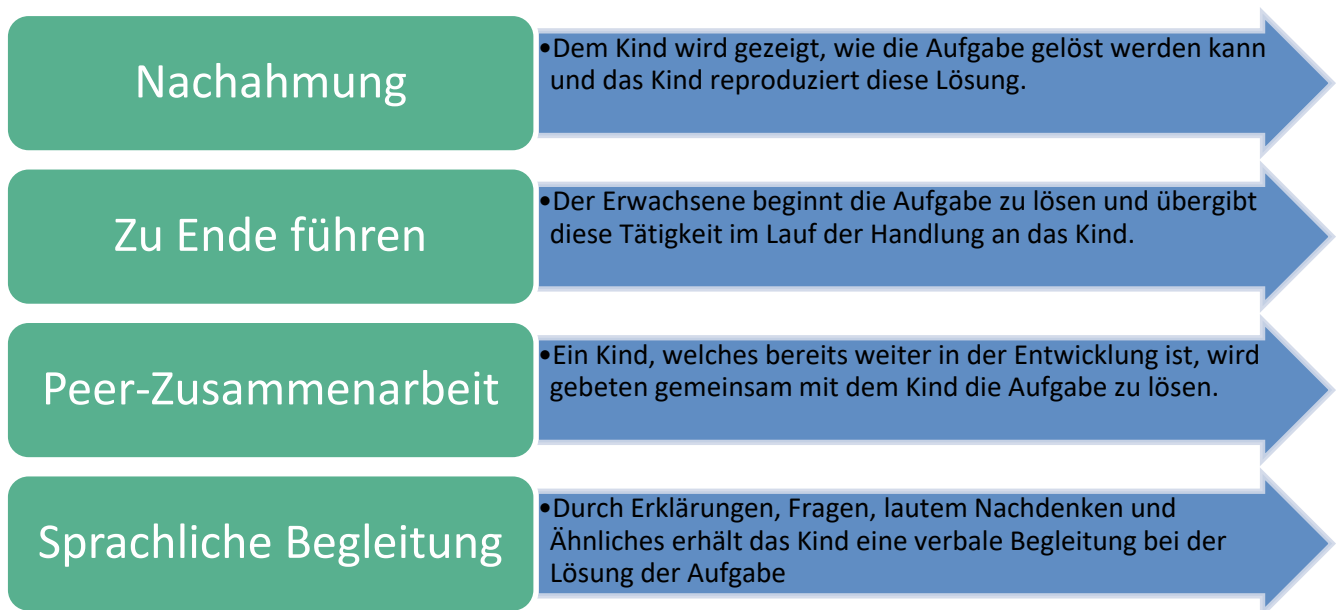 Nachahmung
•Dem Kind wird gezeigt, wie die Aufgabe gelöst werden kann
und das Kind reproduziert diese Lösung.
Zu Ende führen
•Der Erwachsene beginnt die Aufgabe zu lösen und übergibt
diese Tätigkeit im Lauf der Handlung an das Kind.
Peer-Zusammenarbeit
•Ein Kind, welches bereits weiter in der Entwicklung ist, wird
gebeten gemeinsam mit dem Kind die Aufgabe zu lösen.
Sprachliche Begleitung
•Durch Erklärungen, Fragen, lautem Nachdenken und
Ähnliches erhält das Kind eine verbale Begleitung bei der
Lösung der Aufgabe